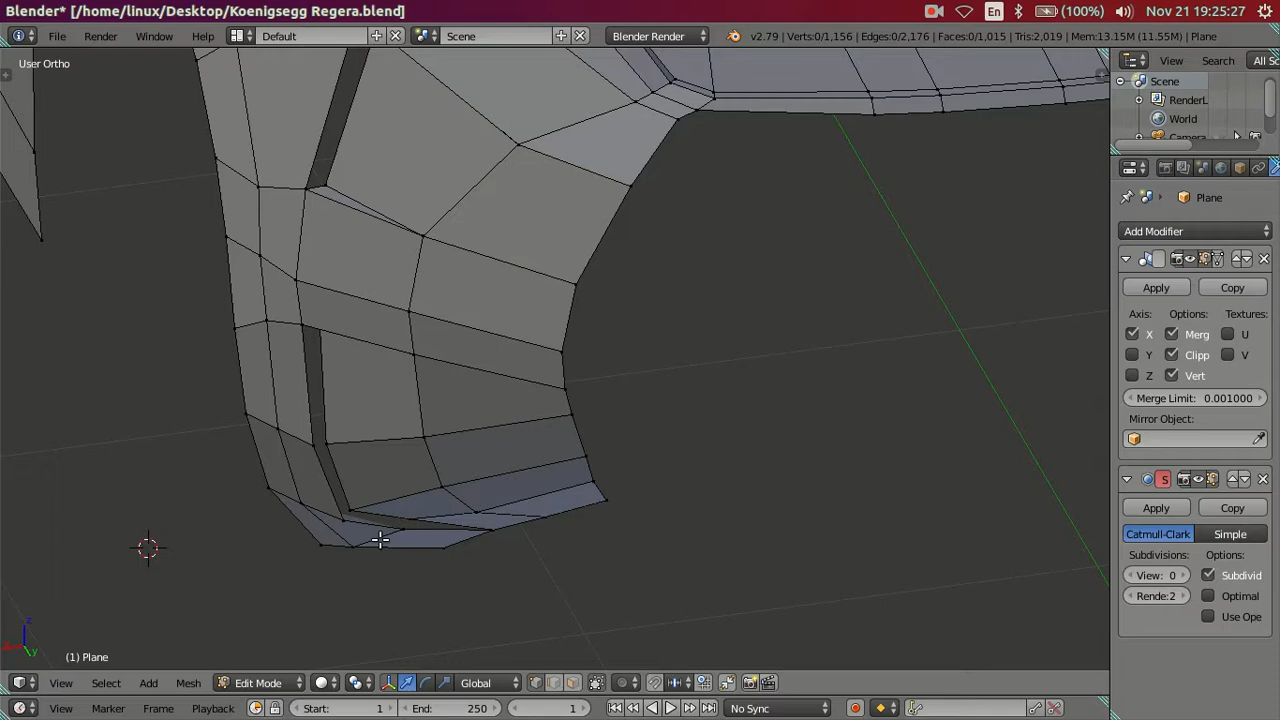 Blender* [/home/linux/Desktop/Koenigsegg Regera.blend] En (100%) Nov 21 19:25:27
File Render Window Help Default Scene Blender Render v2.79 | Verts:0/1,156 | Edges:0/2,176 | Faces:0/1,015 | Tris:2,019 | Mem:13.15M (11.55M) | Plane
User Ortho
View Search All Sc
Scene
RenderL
World
Camera
Plane
Add Modifier
Apply Copy
Axis: Options: Textures:
X Merg U
Y Clipp V
Z Vert
Merge Limit: 0.001000
Mirror Object:
S
Apply Copy
Catmull-Clark Simple
Subdivisions: Options:
View: 0 Subdivid
Rende:2 Optimal
Use Ope
z
x
y
(1) Plane
View Select Add Mesh Edit Mode Global
View Marker Frame Playback Start: 1 End: 250 1 No Sync